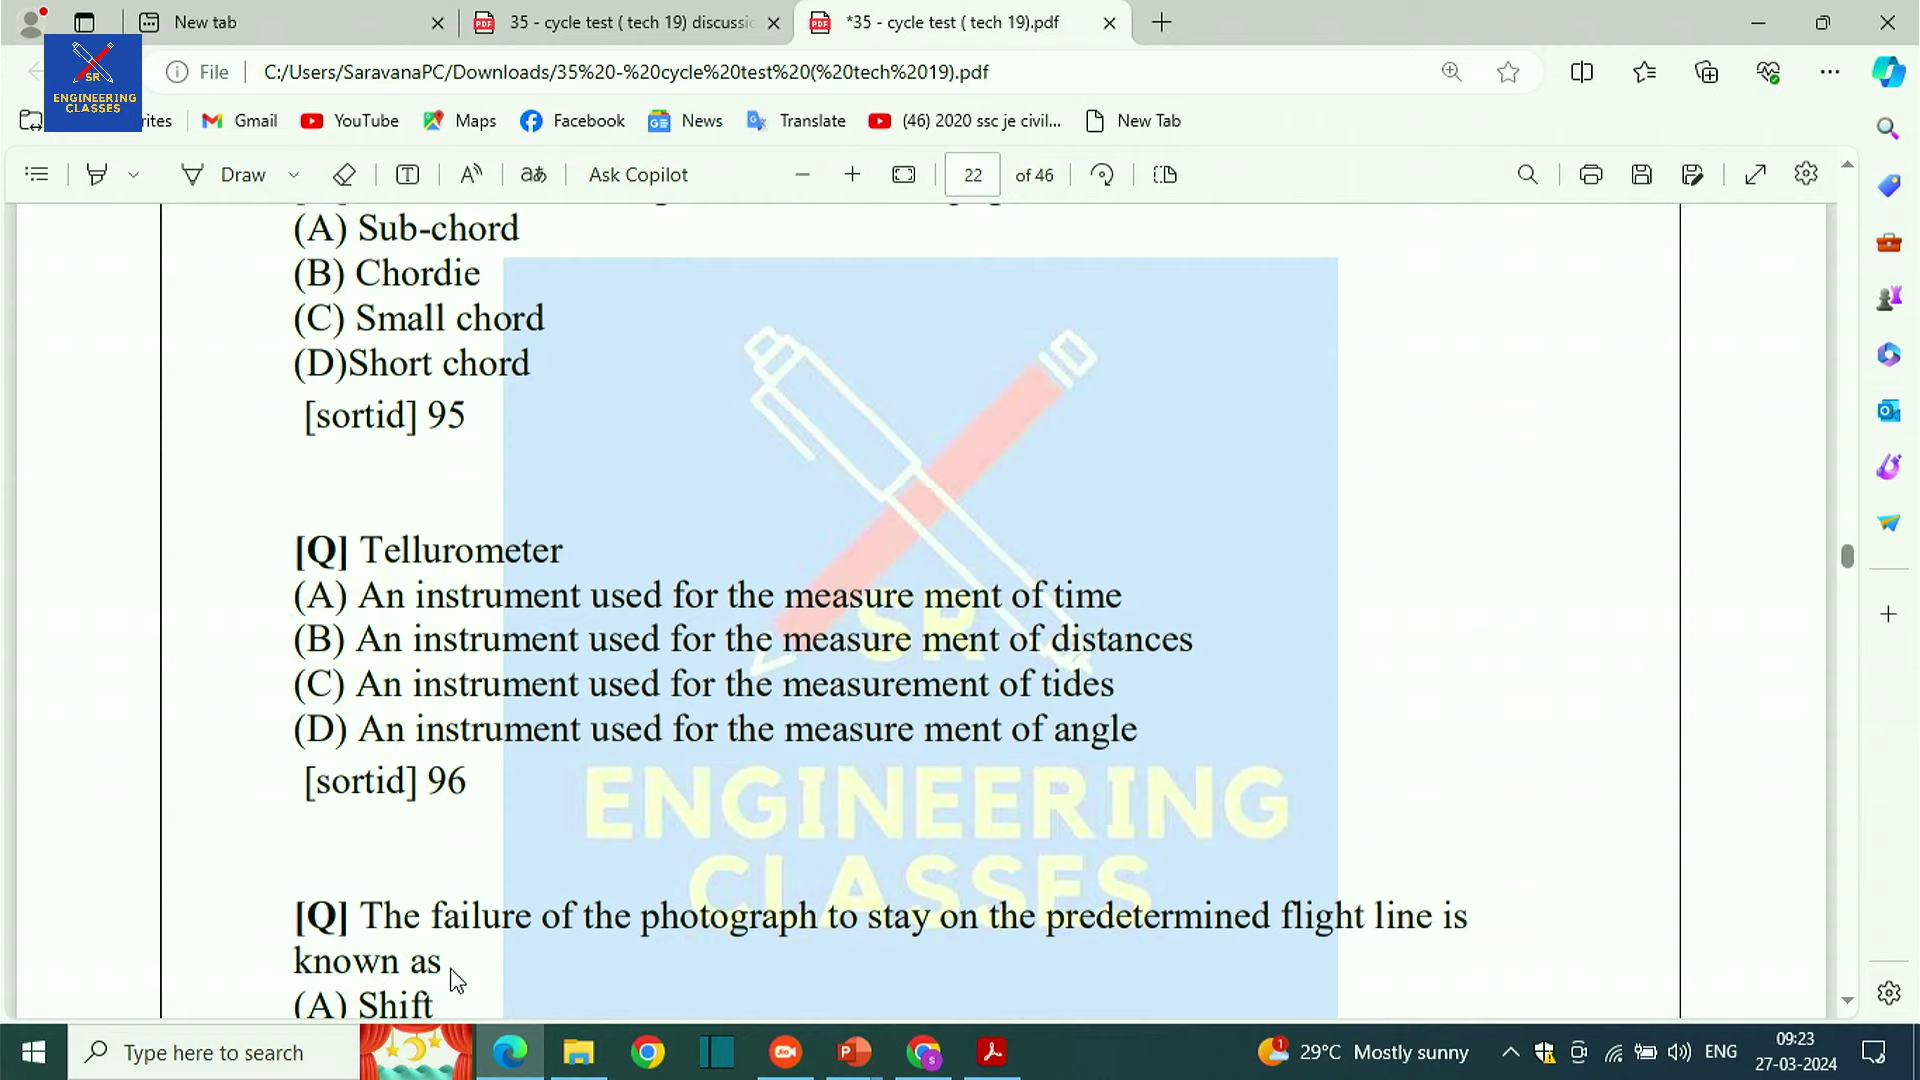 New tab
35 - cycle test ( tech 19) discussi
*35 - cycle test ( tech 19).pdf
File
C:/Users/SaravanaPC/Downloads/35%20-%20cycle%20test%20(%20tech%2019).pdf
SR
ENGINEERING
CLASSES
rites
Gmail
YouTube
Maps
Facebook
News
Translate
(46) 2020 ssc je civil...
New Tab
Draw
Ask Copilot
22
of 46
(A) Sub-chord
(B) Chordie
(C) Small chord
(D)Short chord
[sortid] 95
[Q] Tellurometer
(A) An instrument used for the measure ment of time
(B) An instrument used for the measure ment of distances
(C) An instrument used for the measurement of tides
(D) An instrument used for the measure ment of angle
[sortid] 96
SR
ENGINEERING
CLASSES
[Q] The failure of the photograph to stay on the predetermined flight line is
known as
(A) Shift
Type here to search
29°C Mostly sunny
ENG
09:23
27-03-2024